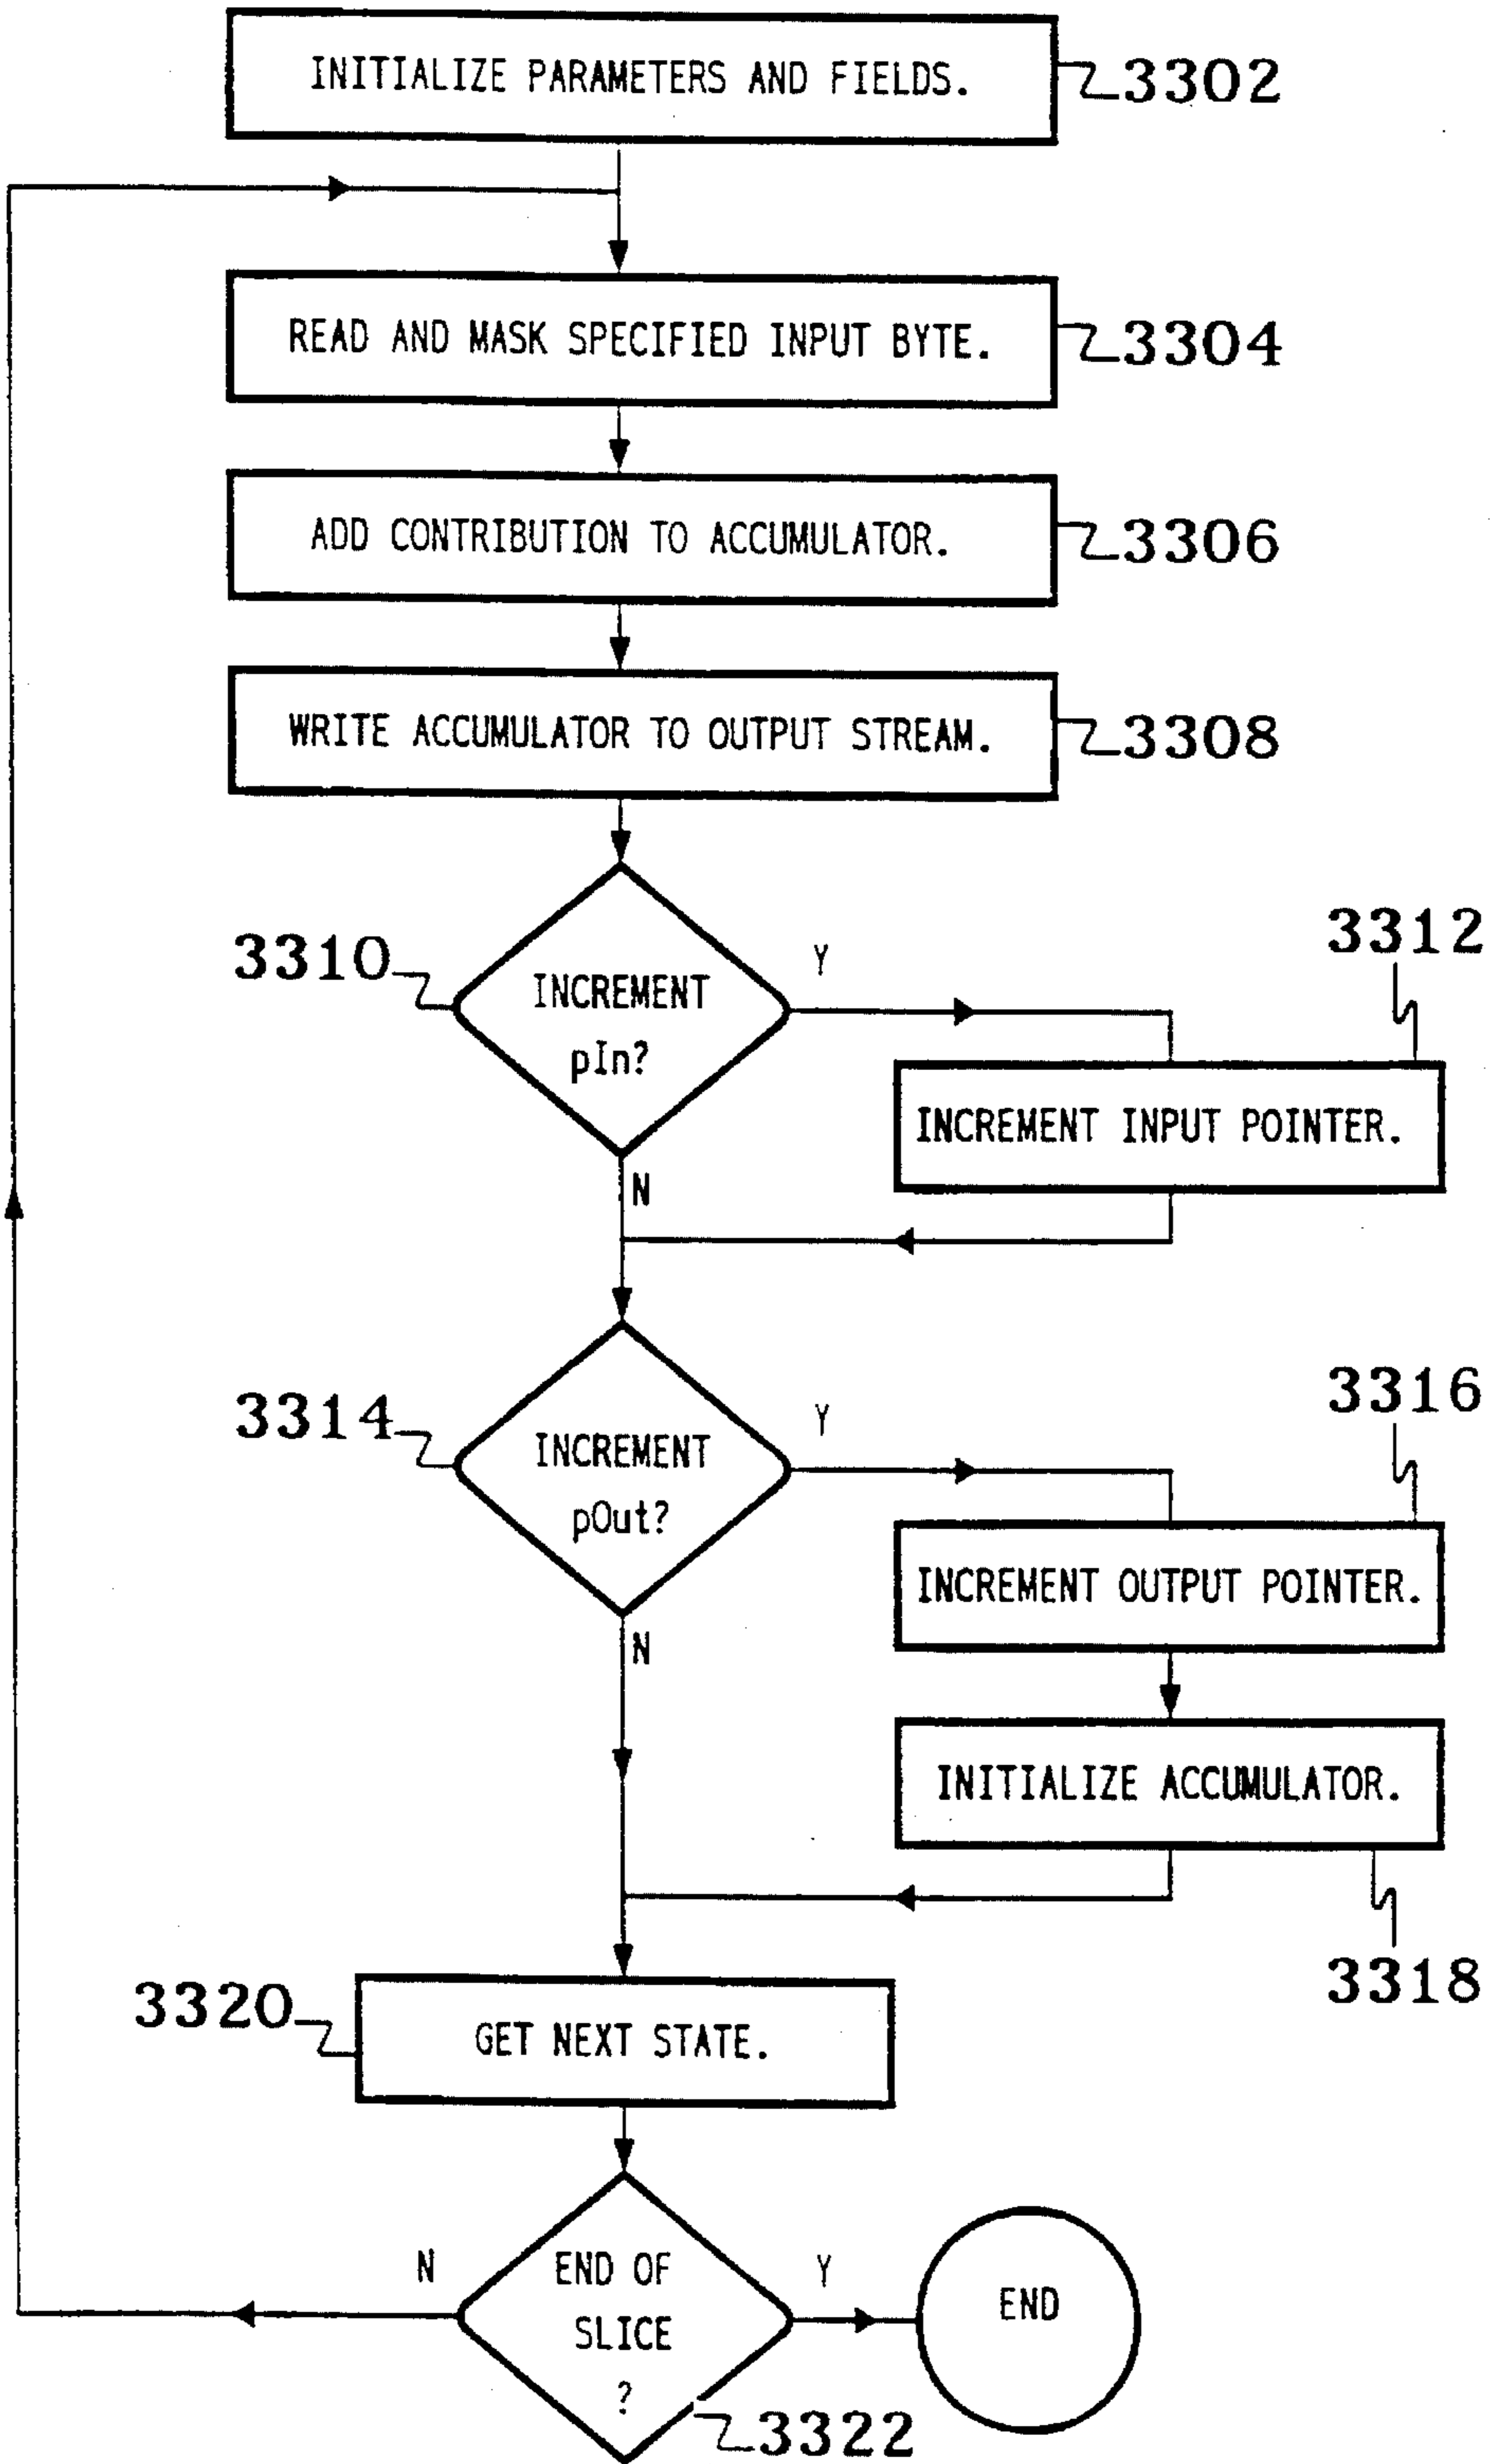 INITIALIZE PARAMETERS AND FIELDS.
3302
READ AND MASK SPECIFIED INPUT BYTE.
3304
ADD CONTRIBUTION TO ACCUMULATOR.
3306
WRITE ACCUMULATOR TO OUTPUT STREAM.
3308
3310
INCREMENT
pIn?
Y
N
3312
INCREMENT INPUT POINTER.
3314
INCREMENT
pOut?
Y
N
3316
INCREMENT OUTPUT POINTER.
INITIALIZE ACCUMULATOR.
3318
3320
GET NEXT STATE.
N
END OF
SLICE
?
Y
END
3322